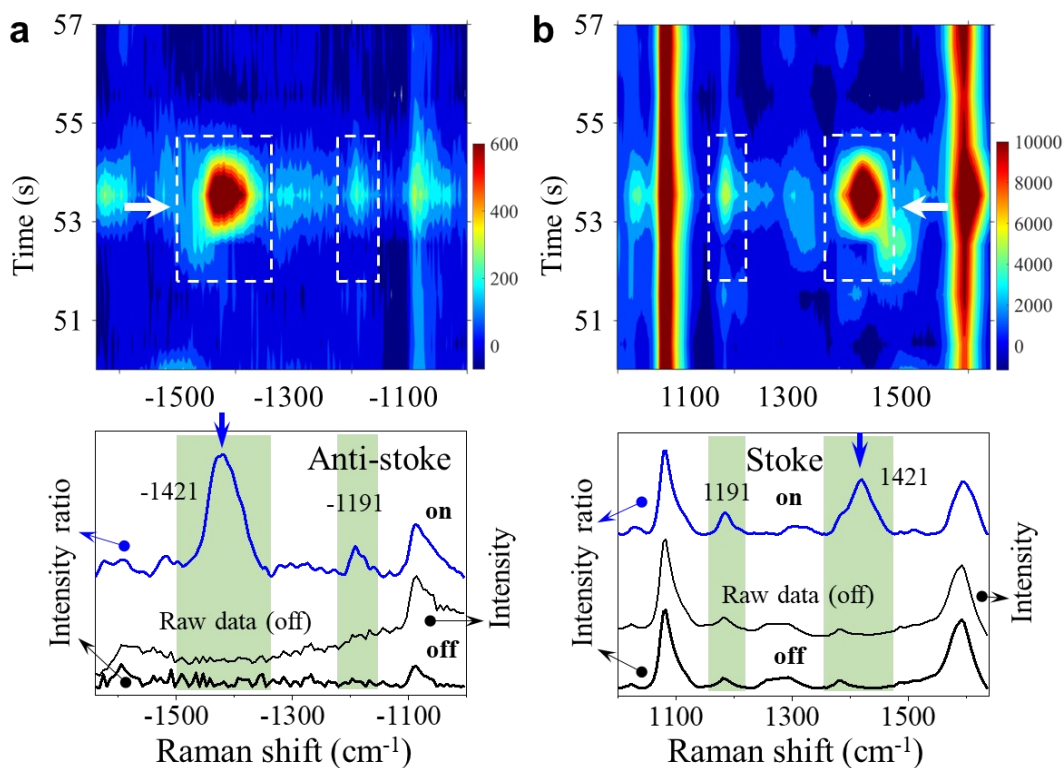 a
57
55
53
51
Time (s)
-1500
-1300
-1100
600
400
200
0
b
57
55
53
51
Time (s)
1100
1300
1500
10000
8000
6000
4000
2000
0
Anti-stoke
-1421
-1191
on
Raw data (off)
off
Intensity ratio
Intensity
-1500
-1300
-1100
Raman shift (cm-1)
Stoke
1191
on
1421
Raw data (off)
off
Intensity ratio
Intensity
1100
1300
1500
Raman shift (cm-1)